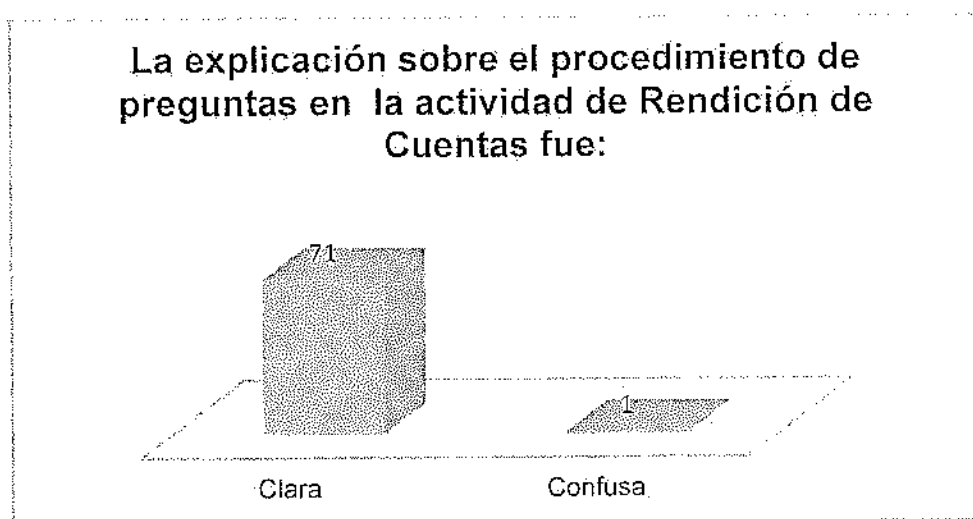 La explicación sobre el procedimiento de
preguntas en la actividad de Rendición de
Cuentas fue:
71
1
Clara
Confusa